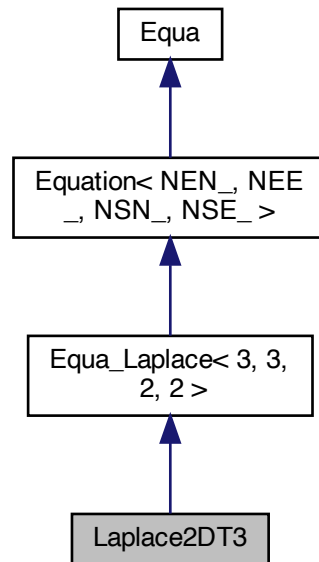 Equa
Equation< NEN_, NEE
_, NSN_, NSE_ >
Equa_Laplace< 3, 3,
2, 2 >
Laplace2DT3